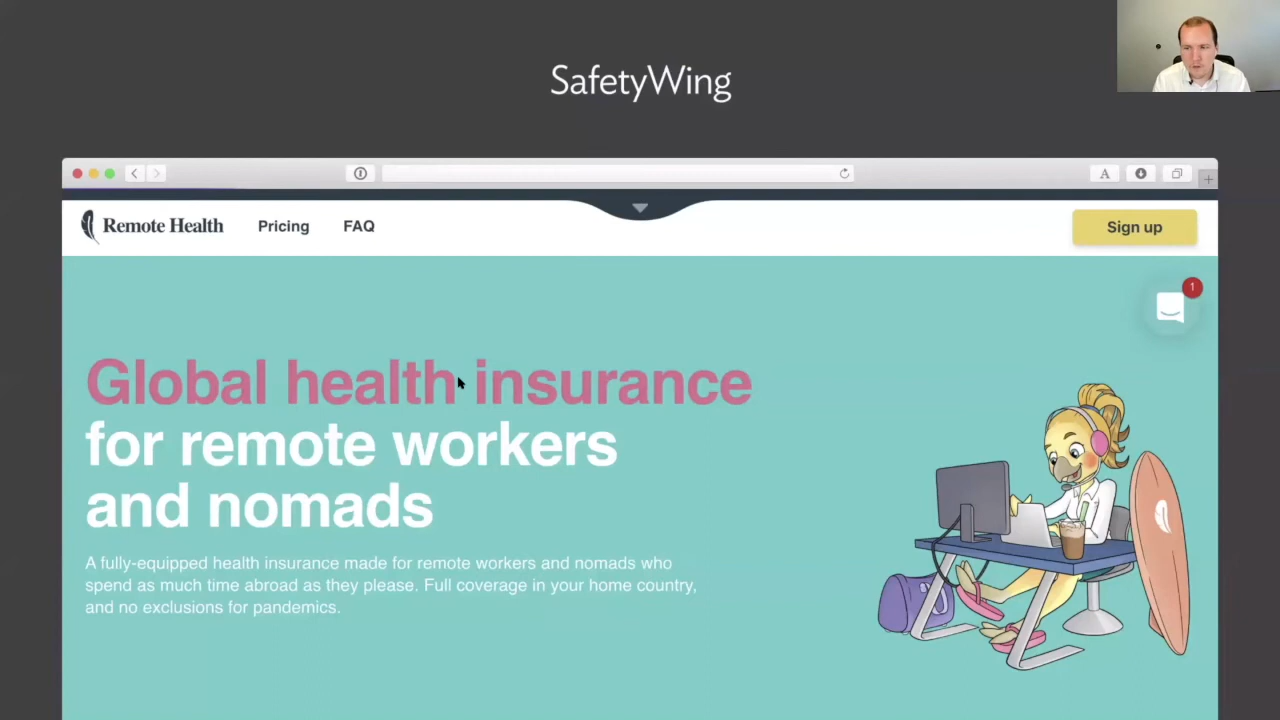 SafetyWing
A
Remote Health
Pricing
FAQ
Sign up
1
Global health insurance
for remote workers
and nomads
A fully-equipped health insurance made for remote workers and nomads who
spend as much time abroad as they please. Full coverage in your home country,
and no exclusions for pandemics.